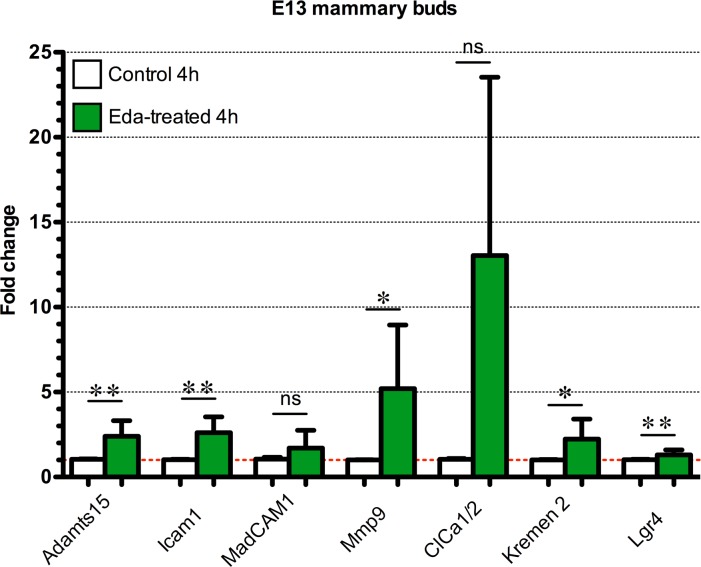 E13 mammary buds
Fold change
25
20
15
10
5
0
Control 4h
Eda-treated 4h
**
**
ns
*
ns
*
**
Adamts15
Icam1
MadCAM1
Mmp9
ClCa1/2
Kremen 2
Lgr4